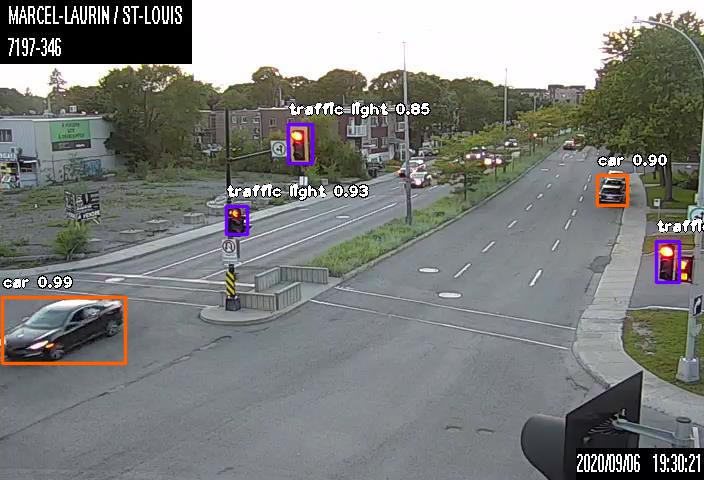 MARCEL-LAURIN / ST-LOUIS
7197-346
traffic light 0.85
car 0.90
traffic light 0.93
traffi
car 0.99
2020/09/06 19:30:21